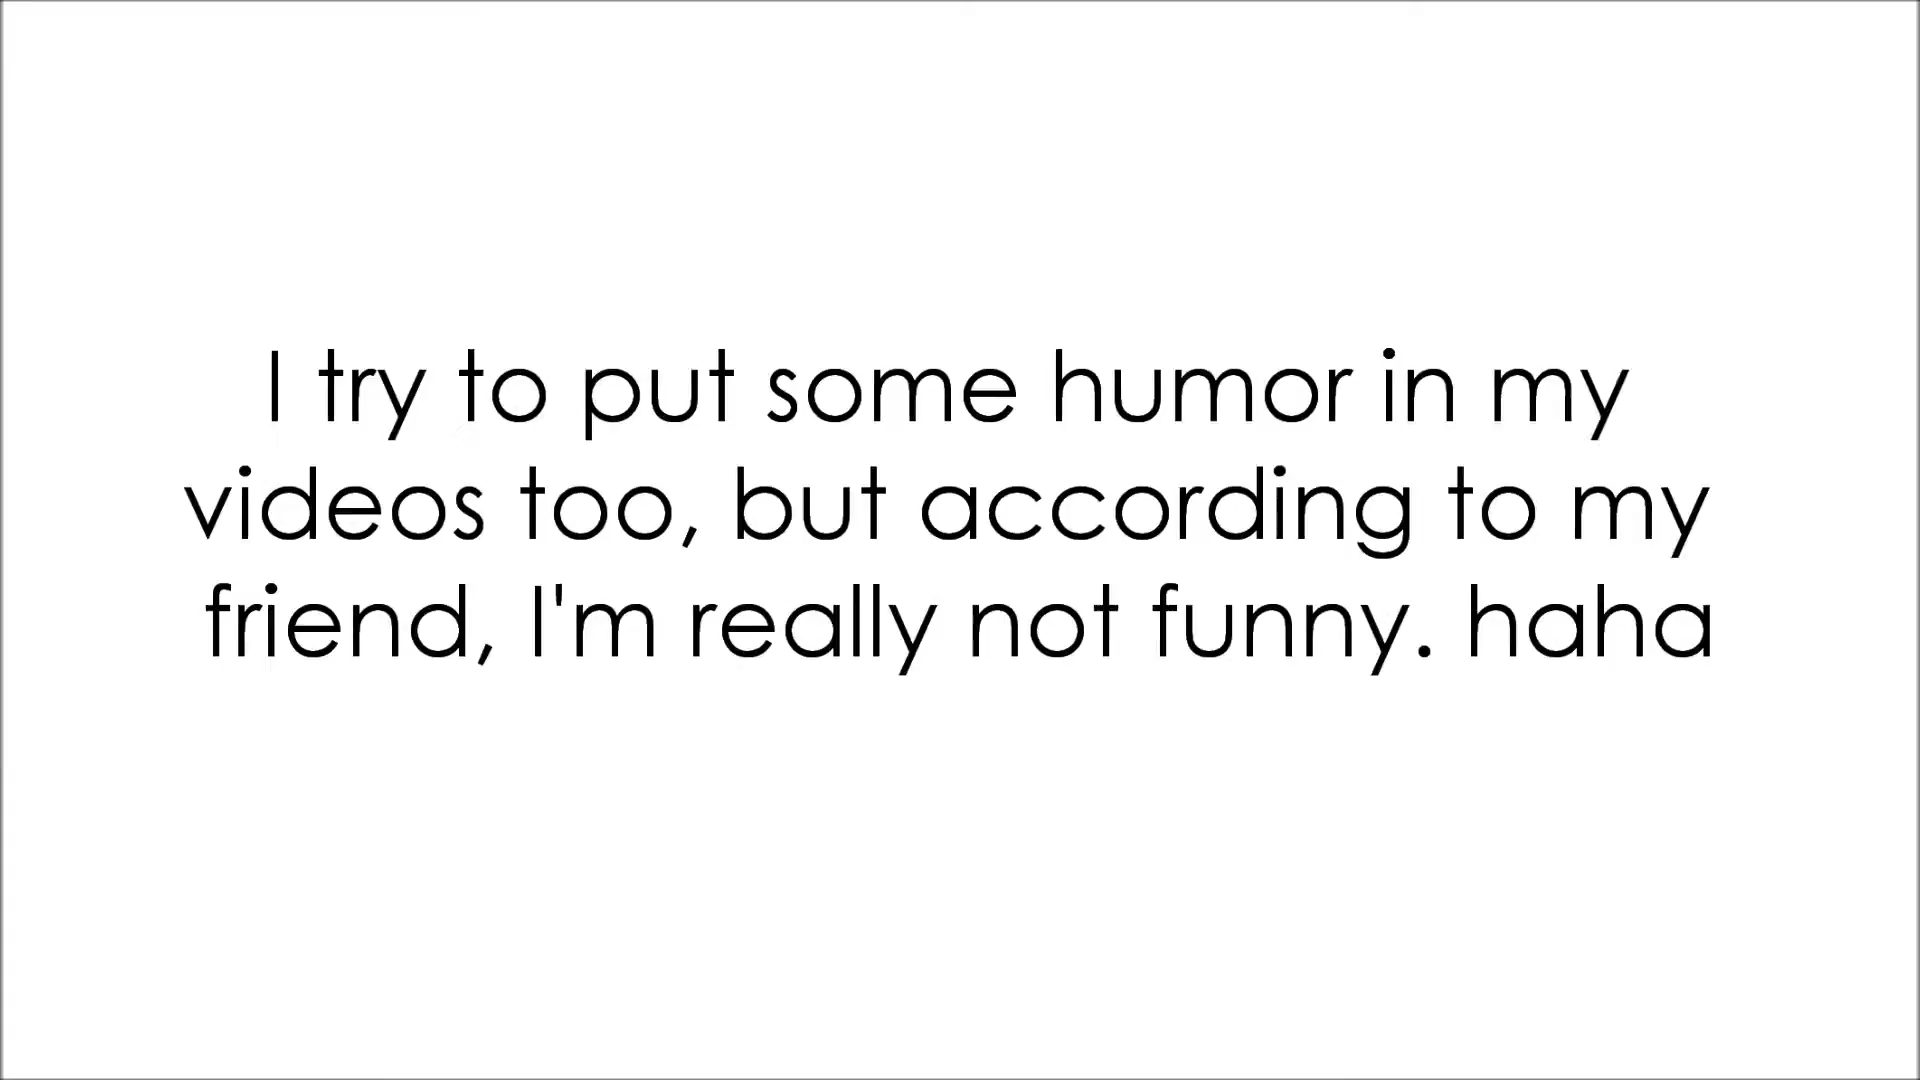 I try to put some humor in my
videos too, but according to my
friend, I'm really not funny. haha